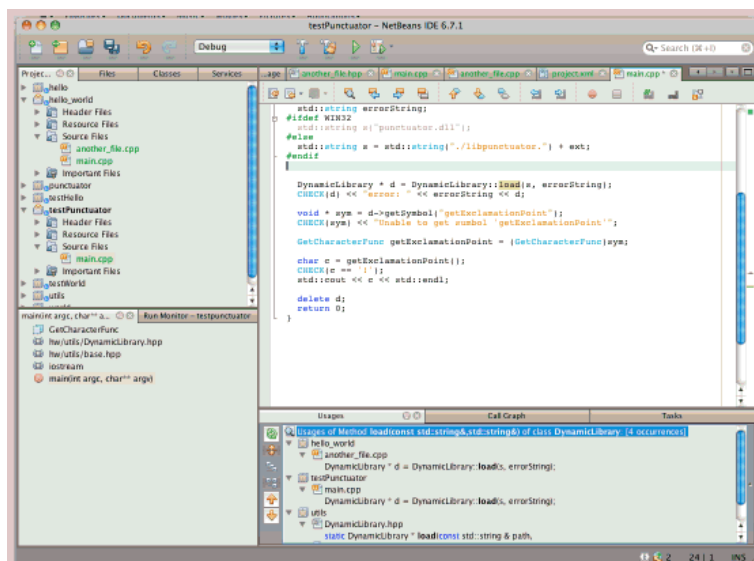 testPunctuator – NetBeans IDE 6.7.1
Debug
Search (⌘+I)
Projec...
Files
Classes
Services
...age
another_file.hpp
main.cpp
another_file.cpp
project.xml
main.cpp *
hello
hello_world
Header Files
Resource Files
Source Files
another_file.cpp
main.cpp
Important Files
punctuator
testHello
testPunctuator
Header Files
Resource Files
Source Files
main.cpp
Important Files
testWorld
utils
std::string errorString;
#ifdef WIN32
std::string s("punctuator.dll");
#else
std::string s = std::string("./libpunctuator.") + ext;
#endif
DynamicLibrary * d = DynamicLibrary::load(s, errorString);
CHECK(d) << "error: " << errorString << d;
void * sym = d->getSymbol("getExclamationPoint");
CHECK(sym) << "Unable to get sumbol 'getExclamationPoint'";
GetCharacterFunc getExclamationPoint = (GetCharacterFunc)sym;
char c = getExclamationPoint();
CHECK(c == '!');
std::cout << c << std::endl;
delete d;
return 0;
}
main(int argc, char** a...
Run Monitor – testpunctuator
GetCharacterFunc
hw/utils/DynamicLibrary.hpp
hw/utils/base.hpp
iostream
main(int argc, char** argv)
Usages
Call Graph
Tasks
Usages of Method load(const std::string&,std::string&) of class DynamicLibrary [4 occurrences]
hello_world
another_file.cpp
DynamicLibrary * d = DynamicLibrary::load(s, errorString);
testPunctuator
main.cpp
DynamicLibrary * d = DynamicLibrary::load(s, errorString);
utils
DynamicLibrary.hpp
static DynamicLibrary * load(const std::string & path,
2
24|1
INS